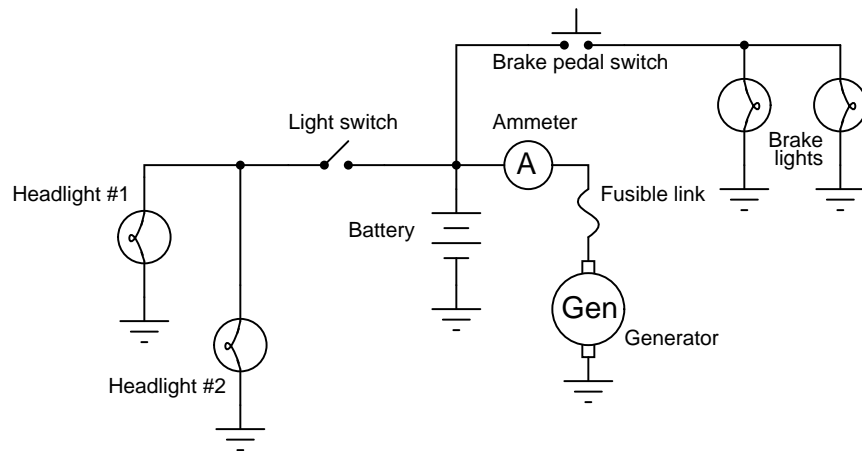 Brake pedal switch
Light switch
Ammeter
A
Brake
lights
Headlight #1
Fusible link
Battery
Gen
Generator
Headlight #2